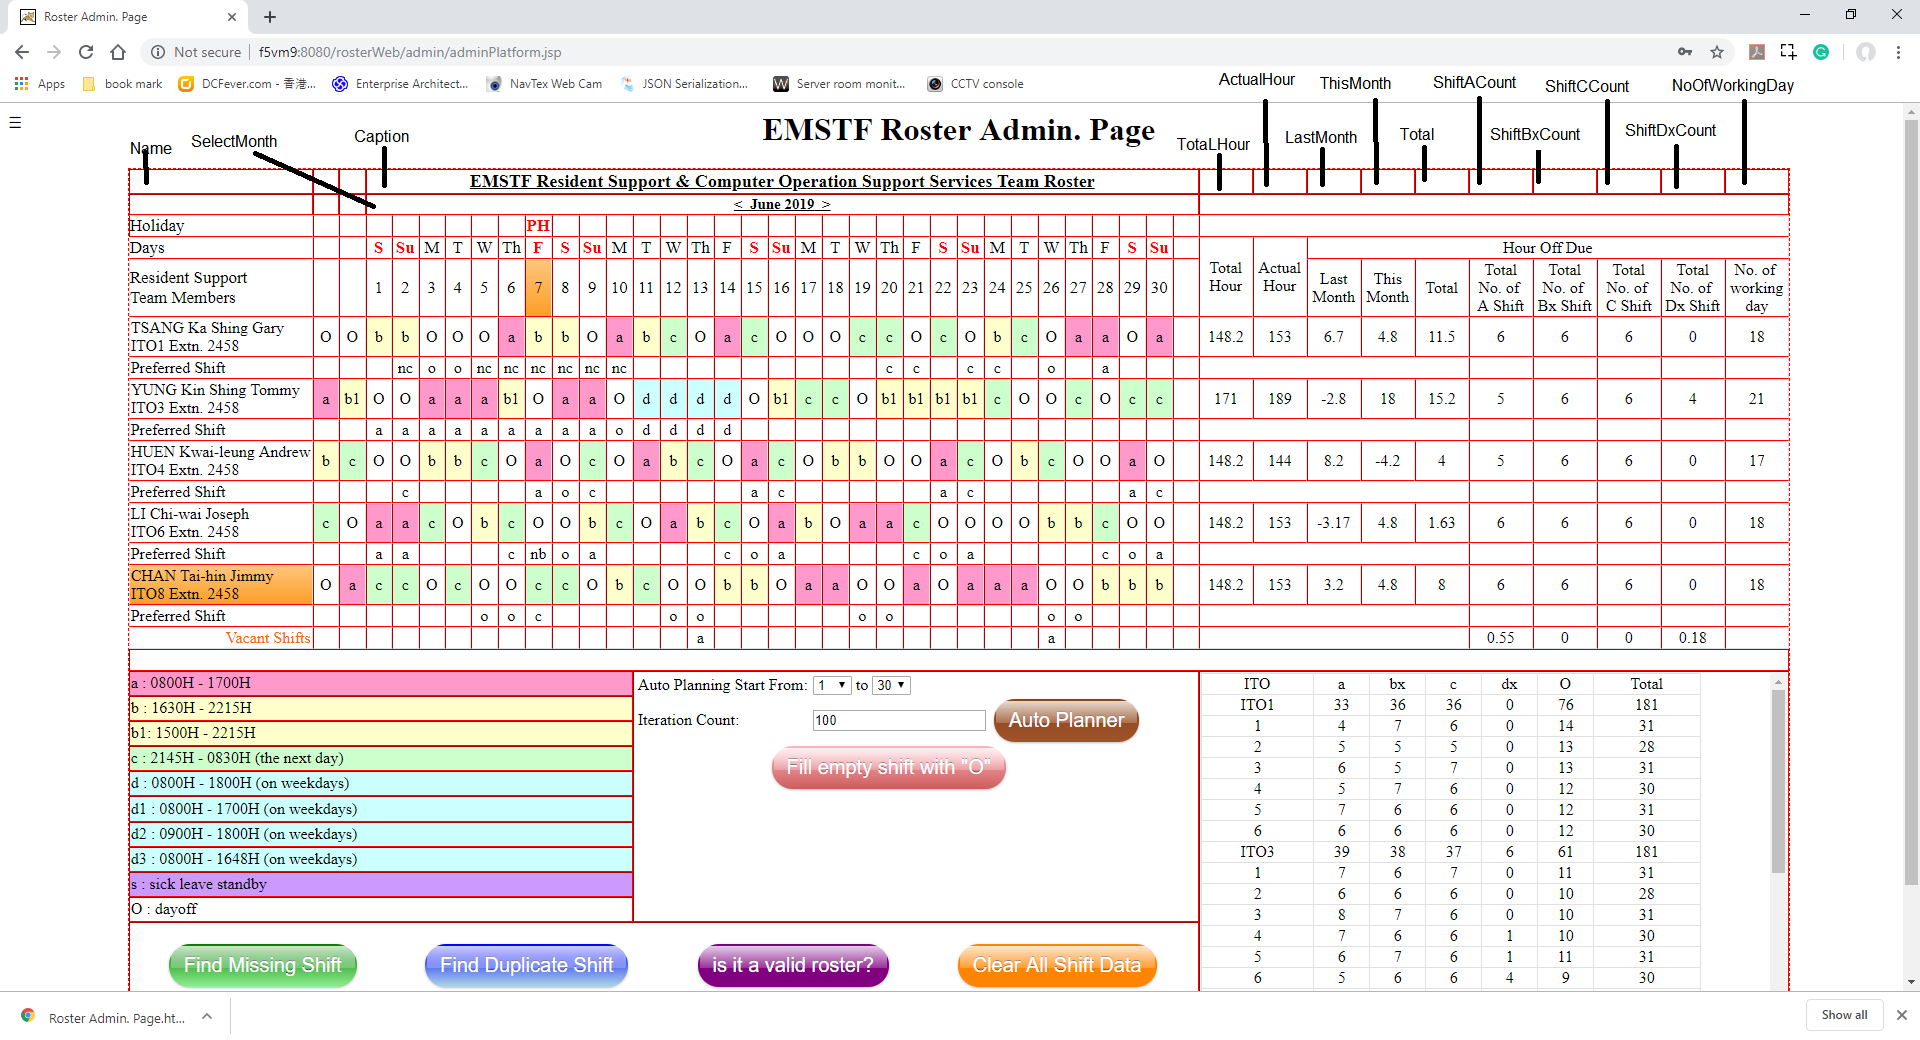 Roster Admin. Page
Not secure | f5vm9:8080/rosterWeb/admin/adminPlatform.jsp
Apps book mark DCFever.com - 香港... Enterprise Architect... NavTex Web Cam JSON Serialization... Server room monit... CCTV console
ActualHour ThisMonth ShiftACount ShiftCCount NoOfWorkingDay
Name SelectMonth Caption
EMSTF Roster Admin. Page
TotaLHour LastMonth Total ShiftBxCount ShiftDxCount
EMSTF Resident Support & Computer Operation Support Services Team Roster
< June 2019 >
Holiday PH
Days S Su M T W Th F S Su M T W Th F S Su M T W Th F S Su M T W Th F S Su
Hour Off Due
Resident Support Team Members 1 2 3 4 5 6 7 8 9 10 11 12 13 14 15 16 17 18 19 20 21 22 23 24 25 26 27 28 29 30 Total Hour Actual Hour Last Month This Month Total Total No. of A Shift Total No. of Bx Shift Total No. of C Shift Total No. of Dx Shift No. of working day
TSANG Ka Shing Gary ITO1 Extn. 2458 O O b b O O O a b b O a b c O a c O O O c c O c O b c O a a O a 148.2 153 6.7 4.8 11.5 6 6 6 0 18
Preferred Shift nc o o nc nc nc nc nc nc c c c c o a
YUNG Kin Shing Tommy ITO3 Extn. 2458 a b1 O O a a a b1 O a a O d d d d O b1 c c O b1 b1 b1 b1 c O O c O c c 171 189 -2.8 18 15.2 5 6 6 4 21
Preferred Shift a a a a a a a a a o d d d d
HUEN Kwai-leung Andrew ITO4 Extn. 2458 b c O O b b c O a O c O a b c O a c O b b O O a c O b c O O a O 148.2 144 8.2 -4.2 4 5 6 6 0 17
Preferred Shift c a o c a c a c a c
LI Chi-wai Joseph ITO6 Extn. 2458 c O a a c O b c O O b c O a b c O a b O a a c O O O O b b c O O 148.2 153 -3.17 4.8 1.63 6 6 6 0 18
Preferred Shift a a c nb o a c o a c o a c o a
CHAN Tai-hin Jimmy ITO8 Extn. 2458 O a c c O c O O c c O b c O O b b O a a O O a O a a a O O b b b 148.2 153 3.2 4.8 8 6 6 6 0 18
Preferred Shift o o c o o o o o o
Vacant Shifts a a 0.55 0 0 0.18
a : 0800H - 1700H
b : 1630H - 2215H
b1: 1500H - 2215H
c : 2145H - 0830H (the next day)
d : 0800H - 1800H (on weekdays)
d1 : 0800H - 1700H (on weekdays)
d2 : 0900H - 1800H (on weekdays)
d3 : 0800H - 1648H (on weekdays)
s : sick leave standby
O : dayoff
Auto Planning Start From: 1 to 30
Iteration Count: 100 Auto Planner
Fill empty shift with "O"
ITO a bx c dx O Total
ITO1 33 36 36 0 76 181
1 4 7 6 0 14 31
2 5 5 5 0 13 28
3 6 5 7 0 13 31
4 5 7 6 0 12 30
5 7 6 6 0 12 31
6 6 6 6 0 12 30
ITO3 39 38 37 6 61 181
1 7 6 7 0 11 31
2 6 6 6 0 10 28
3 8 7 6 0 10 31
4 7 6 6 1 10 30
5 6 7 6 1 11 31
6 5 6 6 4 9 30
Find Missing Shift Find Duplicate Shift is it a valid roster? Clear All Shift Data
Roster Admin. Page.ht... Show all